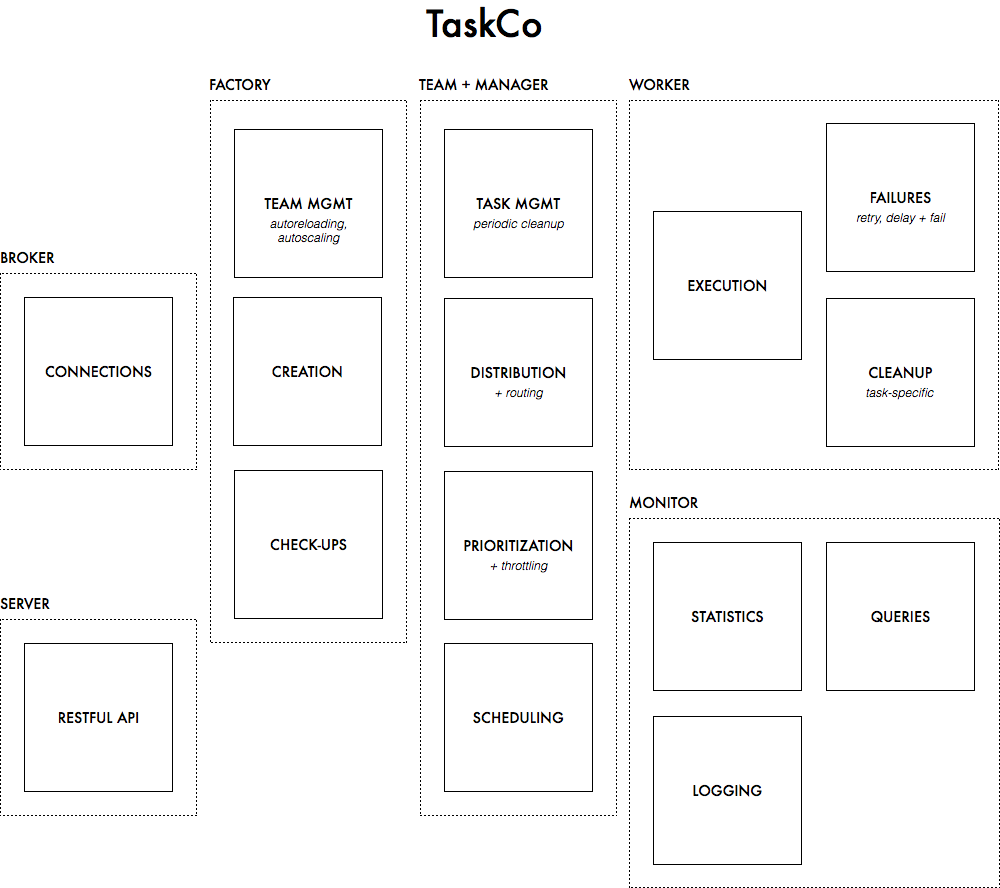 TaskCo
BROKER
CONNECTIONS
SERVER
RESTFUL API
FACTORY
TEAM MGMT
autoreloading,
autoscaling
CREATION
CHECK-UPS
TEAM + MANAGER
TASK MGMT
periodic cleanup
DISTRIBUTION
+ routing
PRIORITIZATION
+ throttling
SCHEDULING
WORKER
EXECUTION
FAILURES
retry, delay + fail
CLEANUP
task-specific
MONITOR
STATISTICS
QUERIES
LOGGING